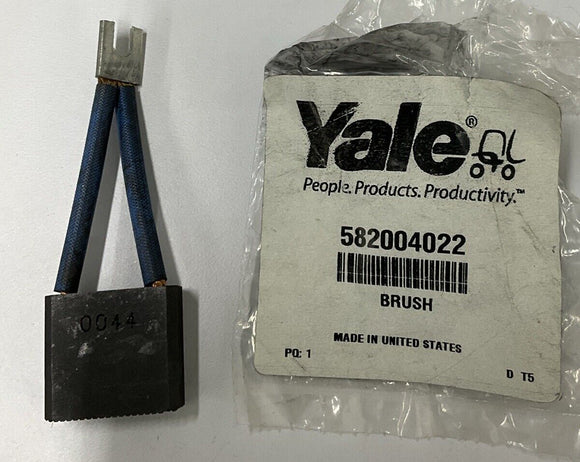 0044
Yale®
People. Products. Productivity.™
582004022
BRUSH
MADE IN UNITED STATES
PQ: 1
D T5